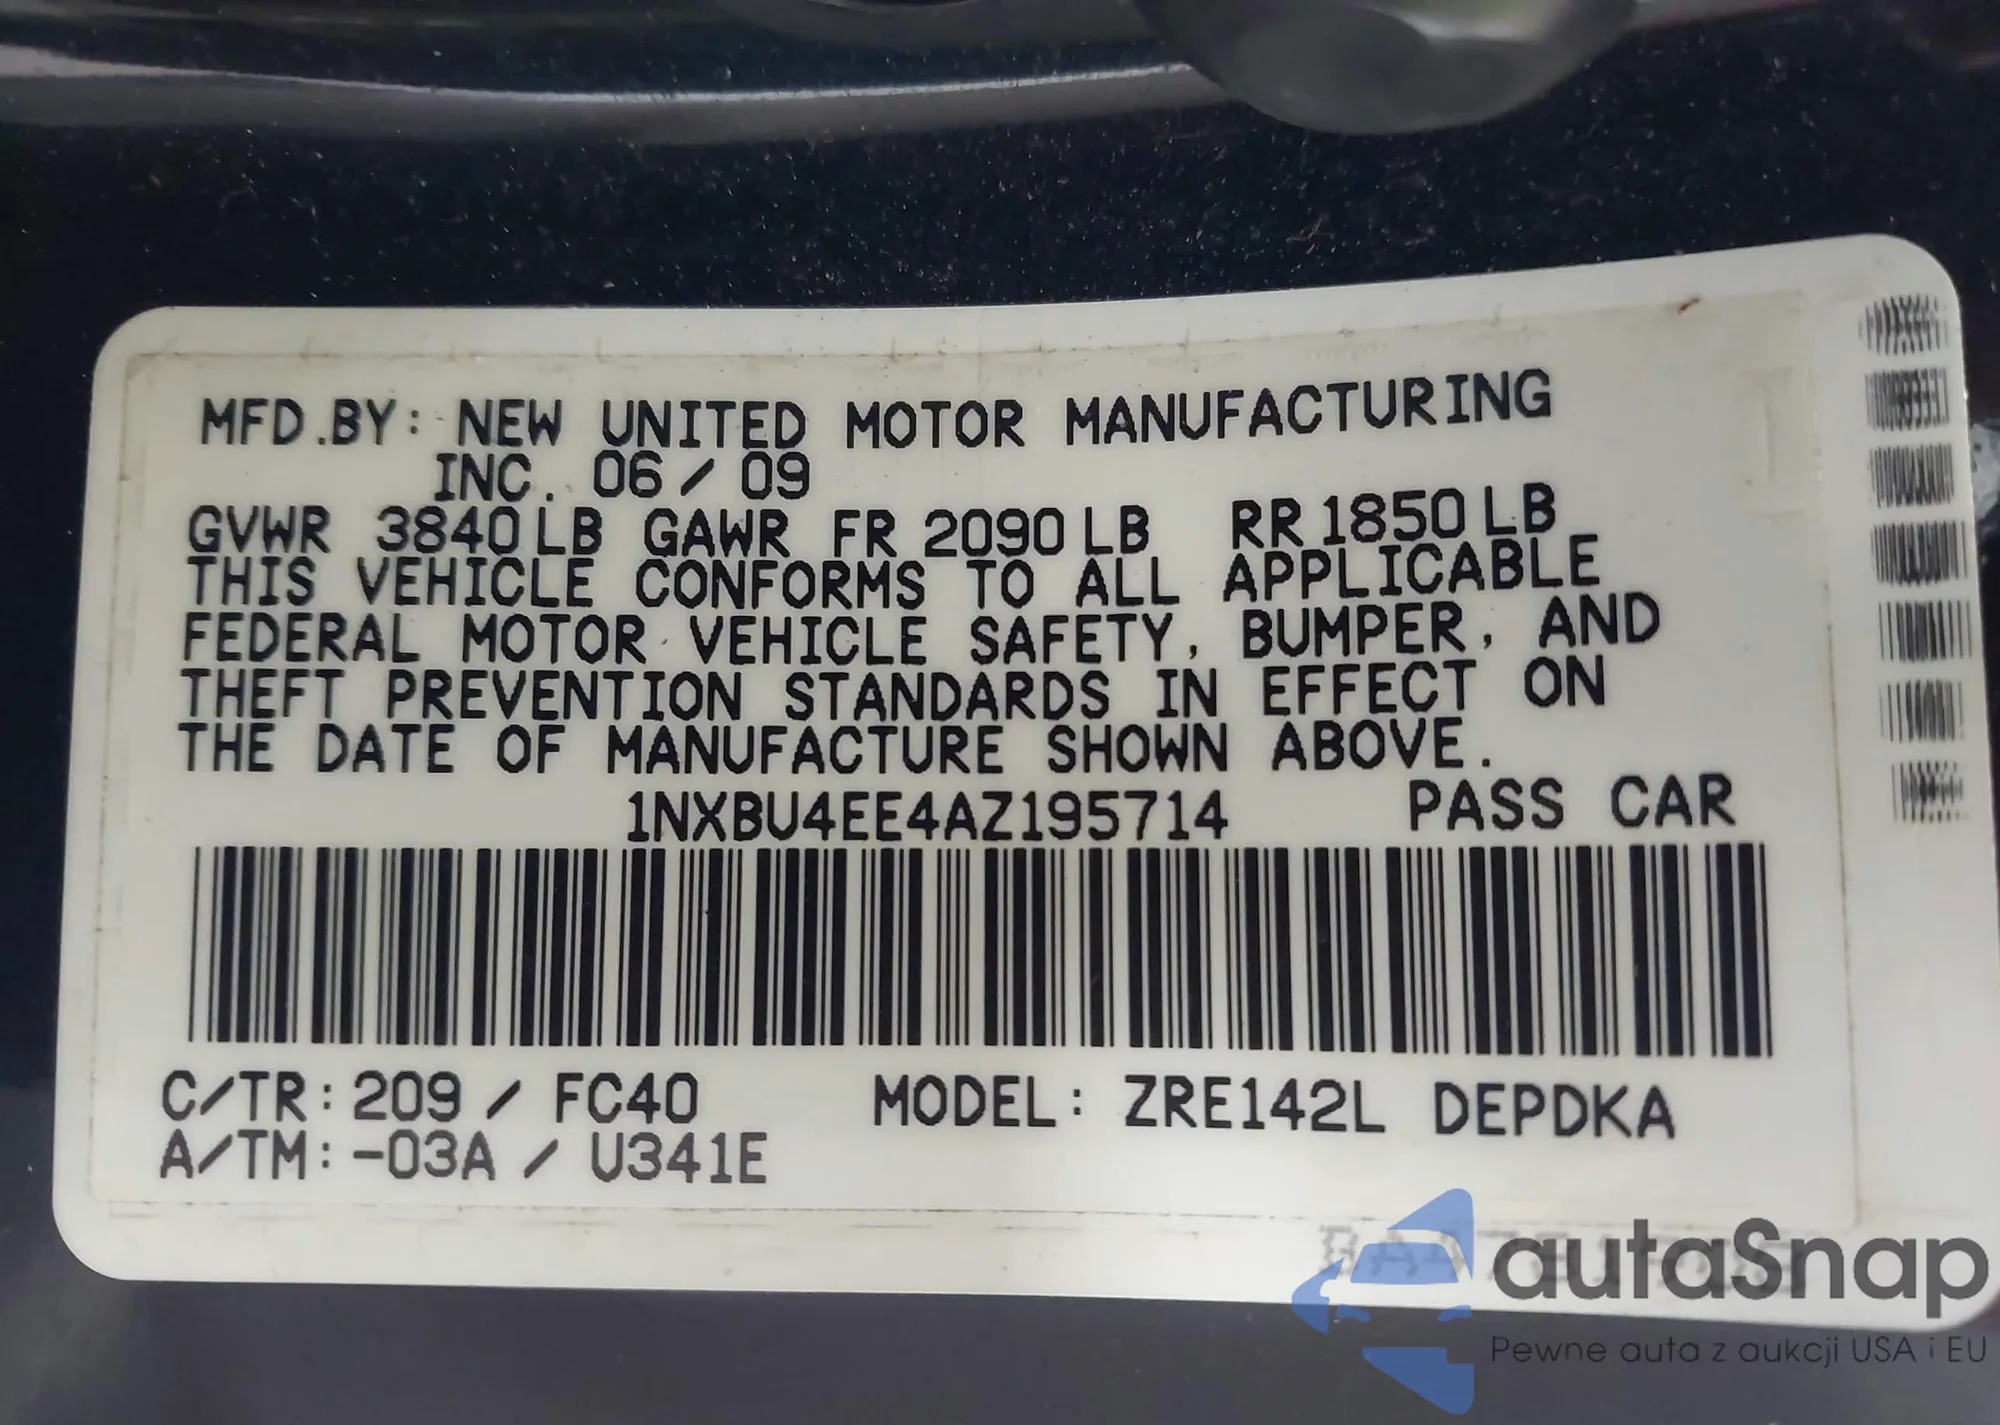 MFD.BY: NEW UNITED MOTOR MANUFACTURING
INC. 06/09
GVWR 3840LB GAWR FR 2090LB RR1850LB
THIS VEHICLE CONFORMS TO ALL APPLICABLE
FEDERAL MOTOR VEHICLE SAFETY, BUMPER, AND
THEFT PREVENTION STANDARDS IN EFFECT ON
THE DATE OF MANUFACTURE SHOWN ABOVE.
1NXBU4EE4AZ195714 PASS CAR
C/TR: 209 / FC40 MODEL: ZRE142L DEPDKA
A/TM: -03A / U341E
autaSnap
Pewne auta z aukcji USA i EU